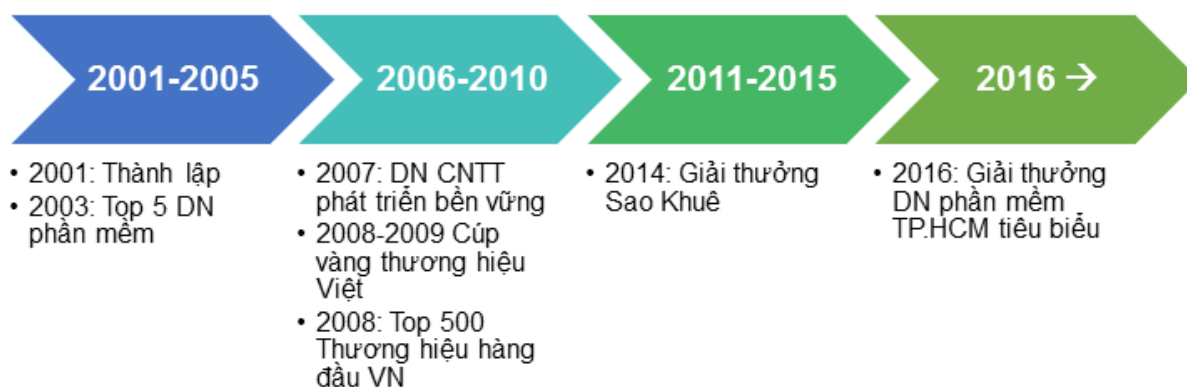 2001-2005
• 2001: Thành lập
• 2003: Top 5 DN
phần mềm
2006-2010
• 2007: DN CNTT
phát triển bền vững
• 2008-2009 Cúp
vàng thương hiệu
Việt
• 2008: Top 500
Thương hiệu hàng
đầu VN
2011-2015
• 2014: Giải thưởng
Sao Khuê
2016 →
• 2016: Giải thưởng
DN phần mềm
TP.HCM tiêu biểu